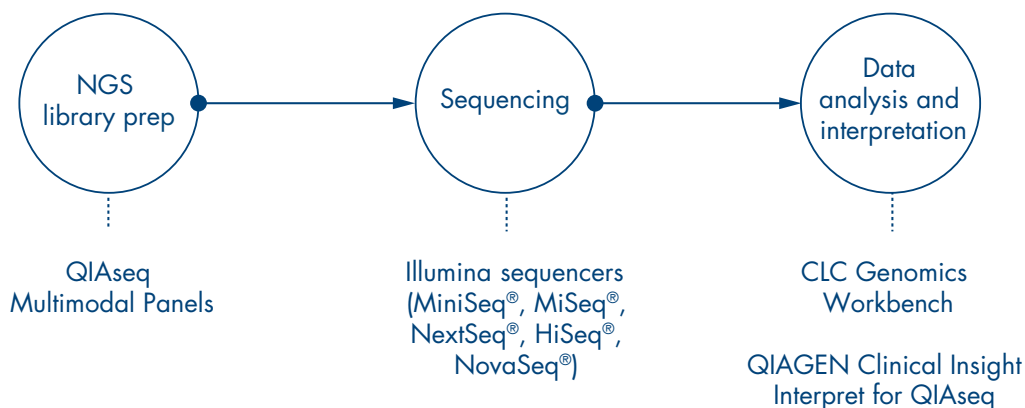 NGS
library prep
Sequencing
Data
analysis and
interpretation
QIAseq
Multimodal Panels
Illumina sequencers
(MiniSeq®, MiSeq®,
NextSeq®, HiSeq®,
NovaSeq®)
CLC Genomics
Workbench
QIAGEN Clinical Insight
Interpret for QIAseq